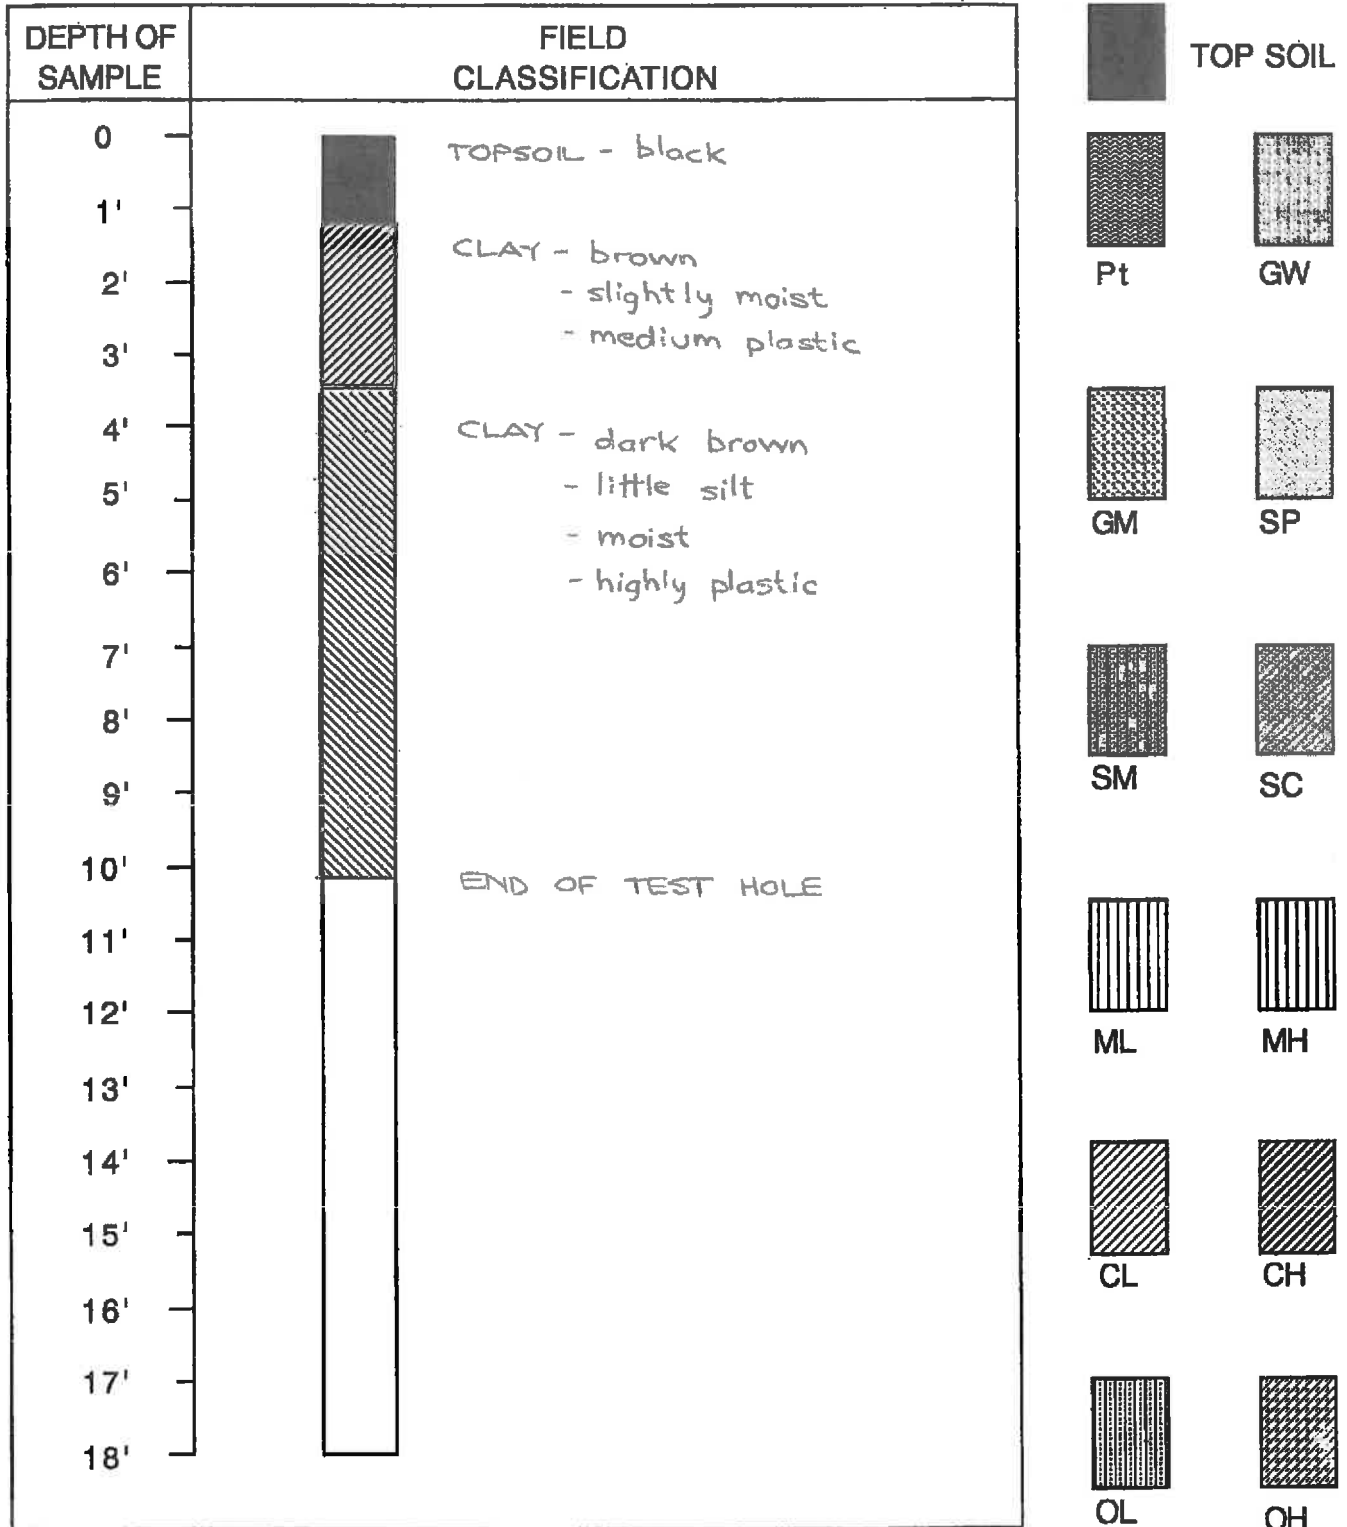 DEPTH OF
SAMPLE
FIELD
CLASSIFICATION
0
1'
2'
3'
4'
5'
6'
7'
8'
9'
10'
11'
12'
13'
14'
15'
16'
17'
18'
TOPSOIL - black
CLAY - brown
- slightly moist
- medium plastic
CLAY - dark brown
- little silt
- moist
- highly plastic
END OF TEST HOLE
TOP SOIL
Pt GW
GM SP
SM SC
ML MH
CL CH
OL OH